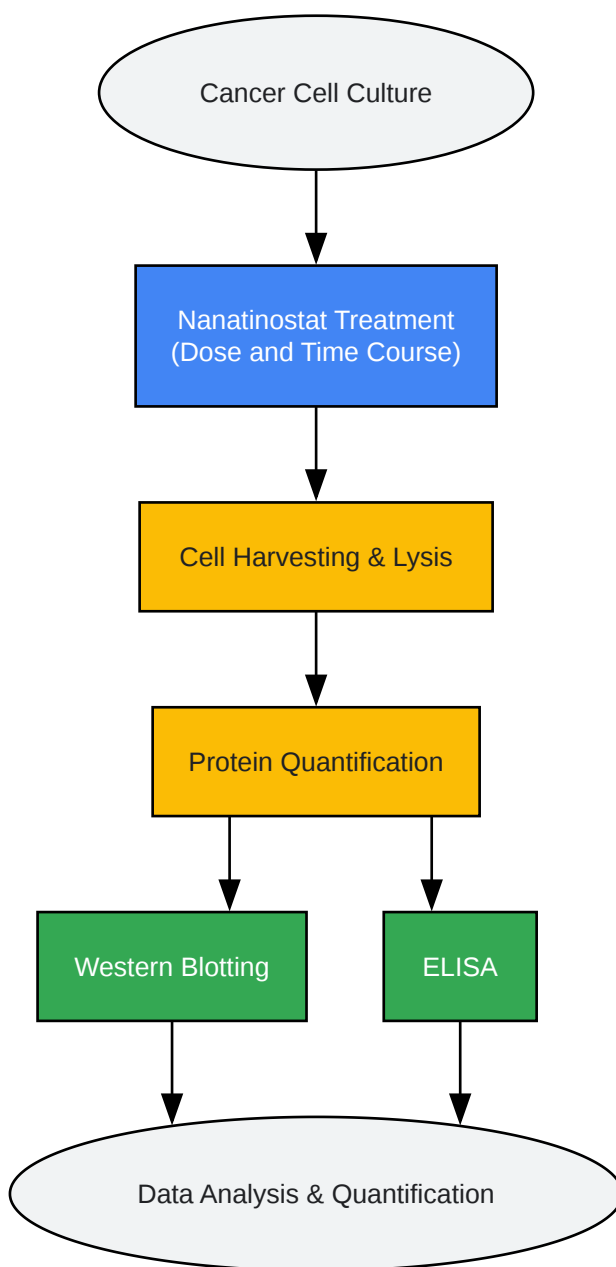 Cancer Cell Culture
Nanatinostat Treatment
(Dose and Time Course)
Cell Harvesting & Lysis
Protein Quantification
Western Blotting
ELISA
Data Analysis & Quantification